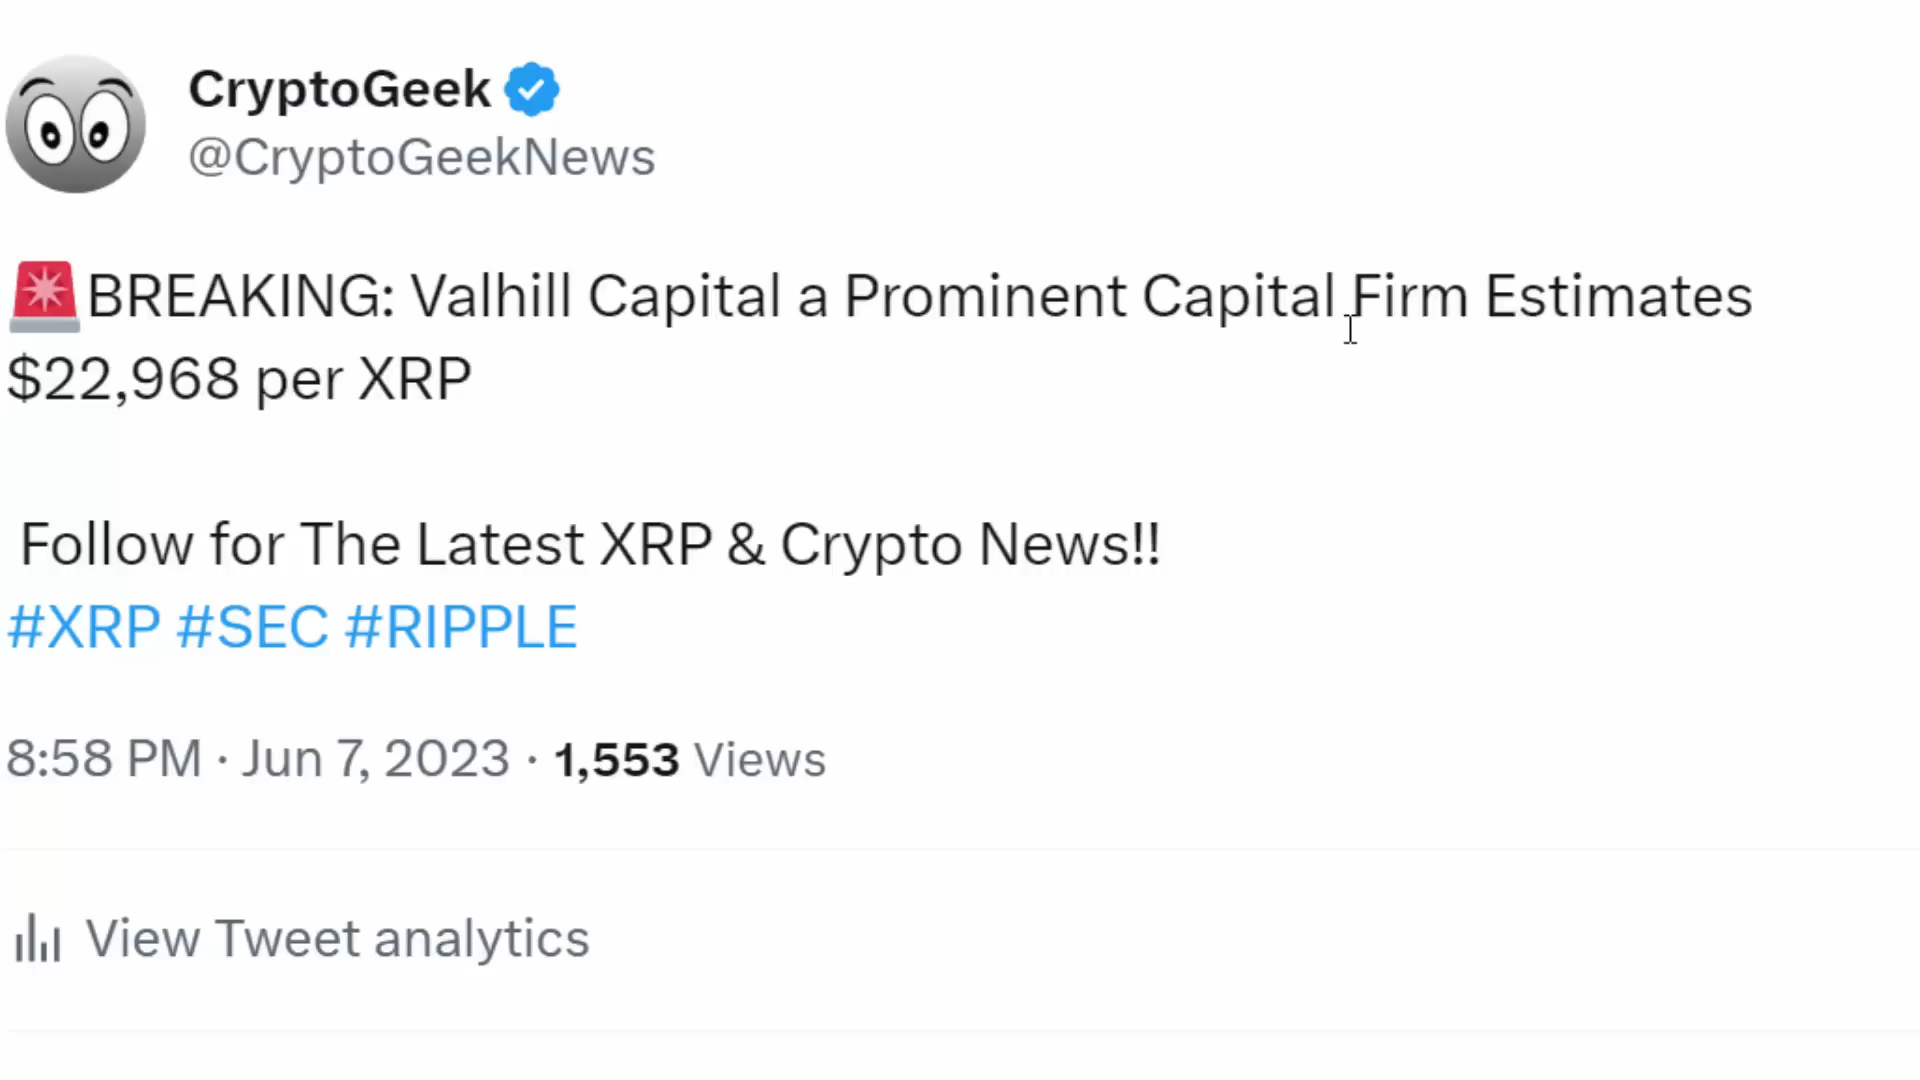 CryptoGeek
@CryptoGeekNews
🚨BREAKING: Valhill Capital a Prominent Capital Firm Estimates
$22,968 per XRP
Follow for The Latest XRP & Crypto News!!
#XRP #SEC #RIPPLE
8:58 PM · Jun 7, 2023 · 1,553 Views
View Tweet analytics